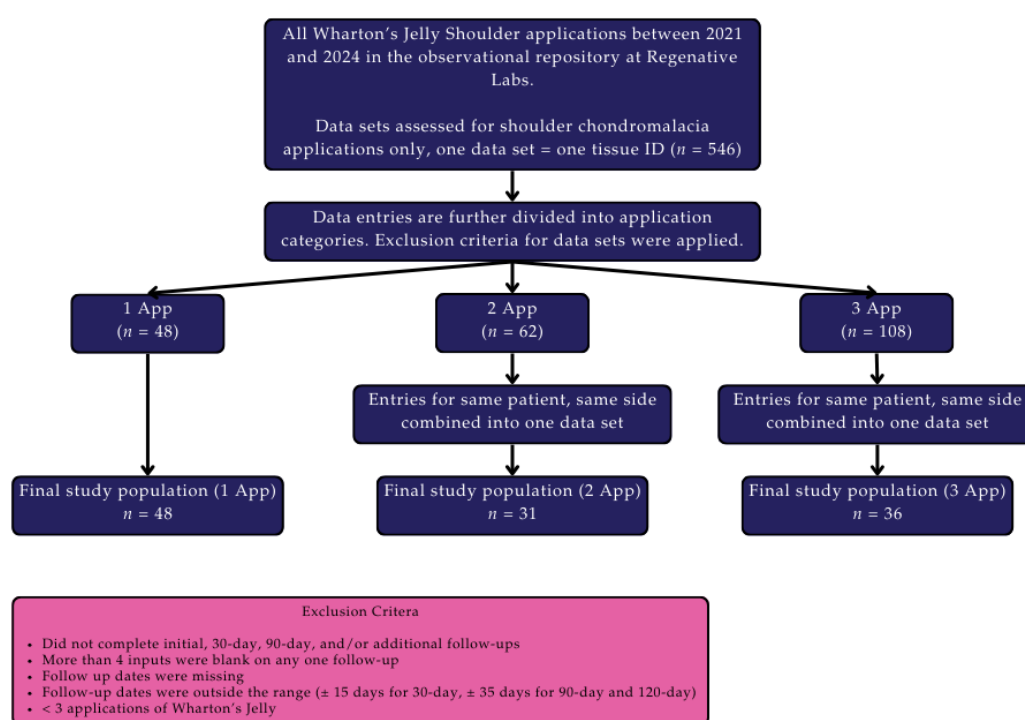 All Wharton's Jelly Shoulder applications between 2021
and 2024 in the observational repository at Regenative
Labs.
Data sets assessed for shoulder chondromalacia
applications only, one data set = one tissue ID (n = 546)
Data entries are further divided into application
categories. Exclusion criteria for data sets were applied.
1 App
(n = 48)
2 App
(n = 62)
3 App
(n = 108)
Entries for same patient, same side
combined into one data set
Entries for same patient, same side
combined into one data set
Final study population (1 App)
n = 48
Final study population (2 App)
n = 31
Final study population (3 App)
n = 36
Exclusion Critera
• Did not complete initial, 30-day, 90-day, and/or additional follow-ups
• More than 4 inputs were blank on any one follow-up
• Follow up dates were missing
• Follow-up dates were outside the range (± 15 days for 30-day, ± 35 days for 90-day and 120-day)
• < 3 applications of Wharton's Jelly